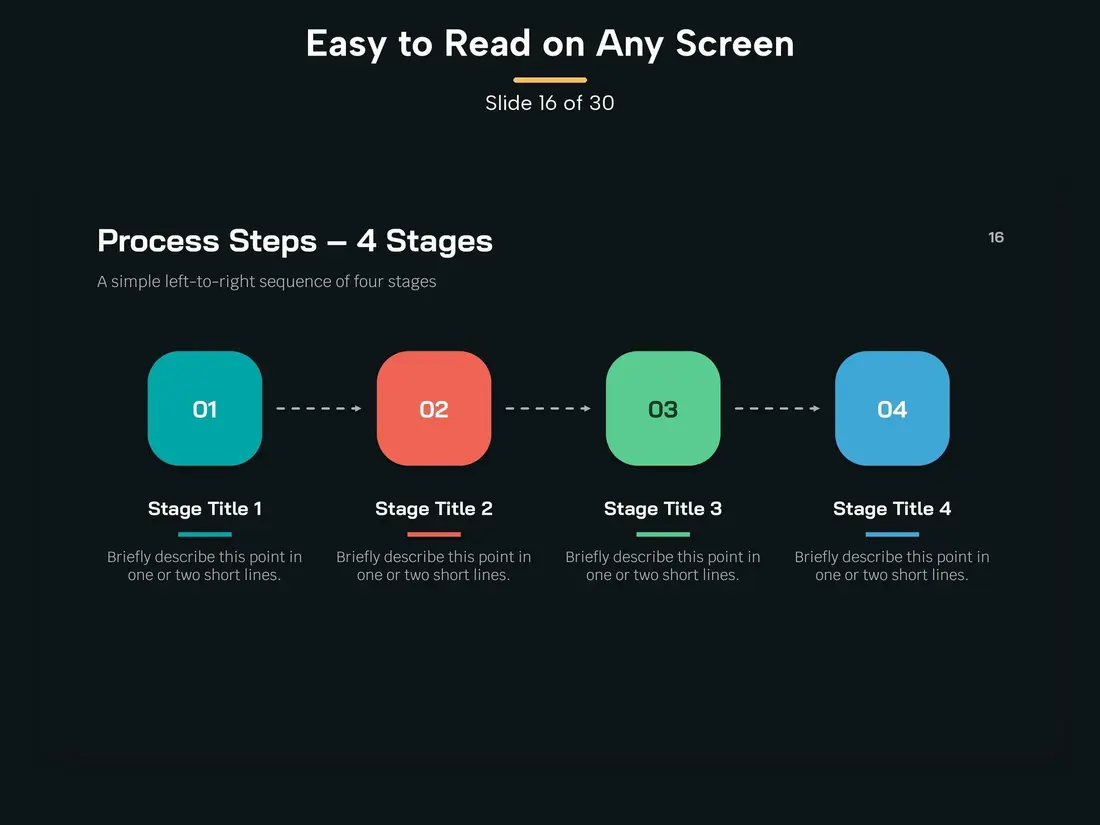 Easy to Read on Any Screen
Slide 16 of 30
Process Steps – 4 Stages
16
A simple left-to-right sequence of four stages
01
02
03
04
Stage Title 1
Stage Title 2
Stage Title 3
Stage Title 4
Briefly describe this point in
one or two short lines.
Briefly describe this point in
one or two short lines.
Briefly describe this point in
one or two short lines.
Briefly describe this point in
one or two short lines.